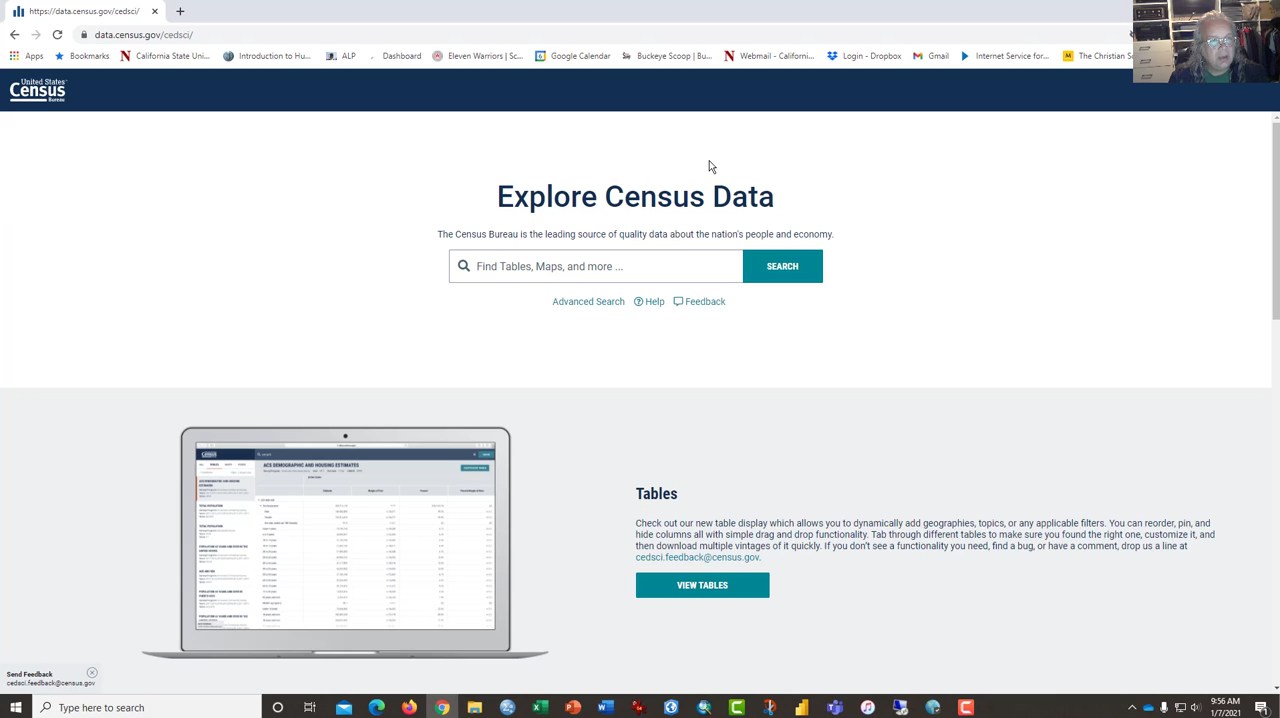 https://data.census.gov/cedsci/
data.census.gov/cedsci/
Apps Bookmarks California State Uni... Introduction to Hu... ALP Dashboard Eleven Warriors | Sc... Google Calendar Buckeye Scoop | Bu... Webmail - Californi... Login - Dropbox Gmail Internet Service for... The Christian Sc
United States
Census
Bureau
Explore Census Data
The Census Bureau is the leading source of quality data about the nation's people and economy.
Find Tables, Maps, and more ...
SEARCH
Advanced Search Help Feedback
Census
ACS DEMOGRAPHIC AND HOUSING ESTIMATES
Tables
Check out our new table display which allows you to dynamically add geographies, topics, or any applicable filters. You can reorder, pin, and
hide columns with simple drag and drop functionality. Tab through different tables to make sure you found the right one, customize it, and
then download multiple vintages of it quickly. If you don't see a functionality you need, find a bug, or have a comment, drop us a line at
cedsci.feedback@census.gov.
VIEW TABLES
Send Feedback
cedsci.feedback@census.gov
Type here to search
9:56 AM
1/7/2021